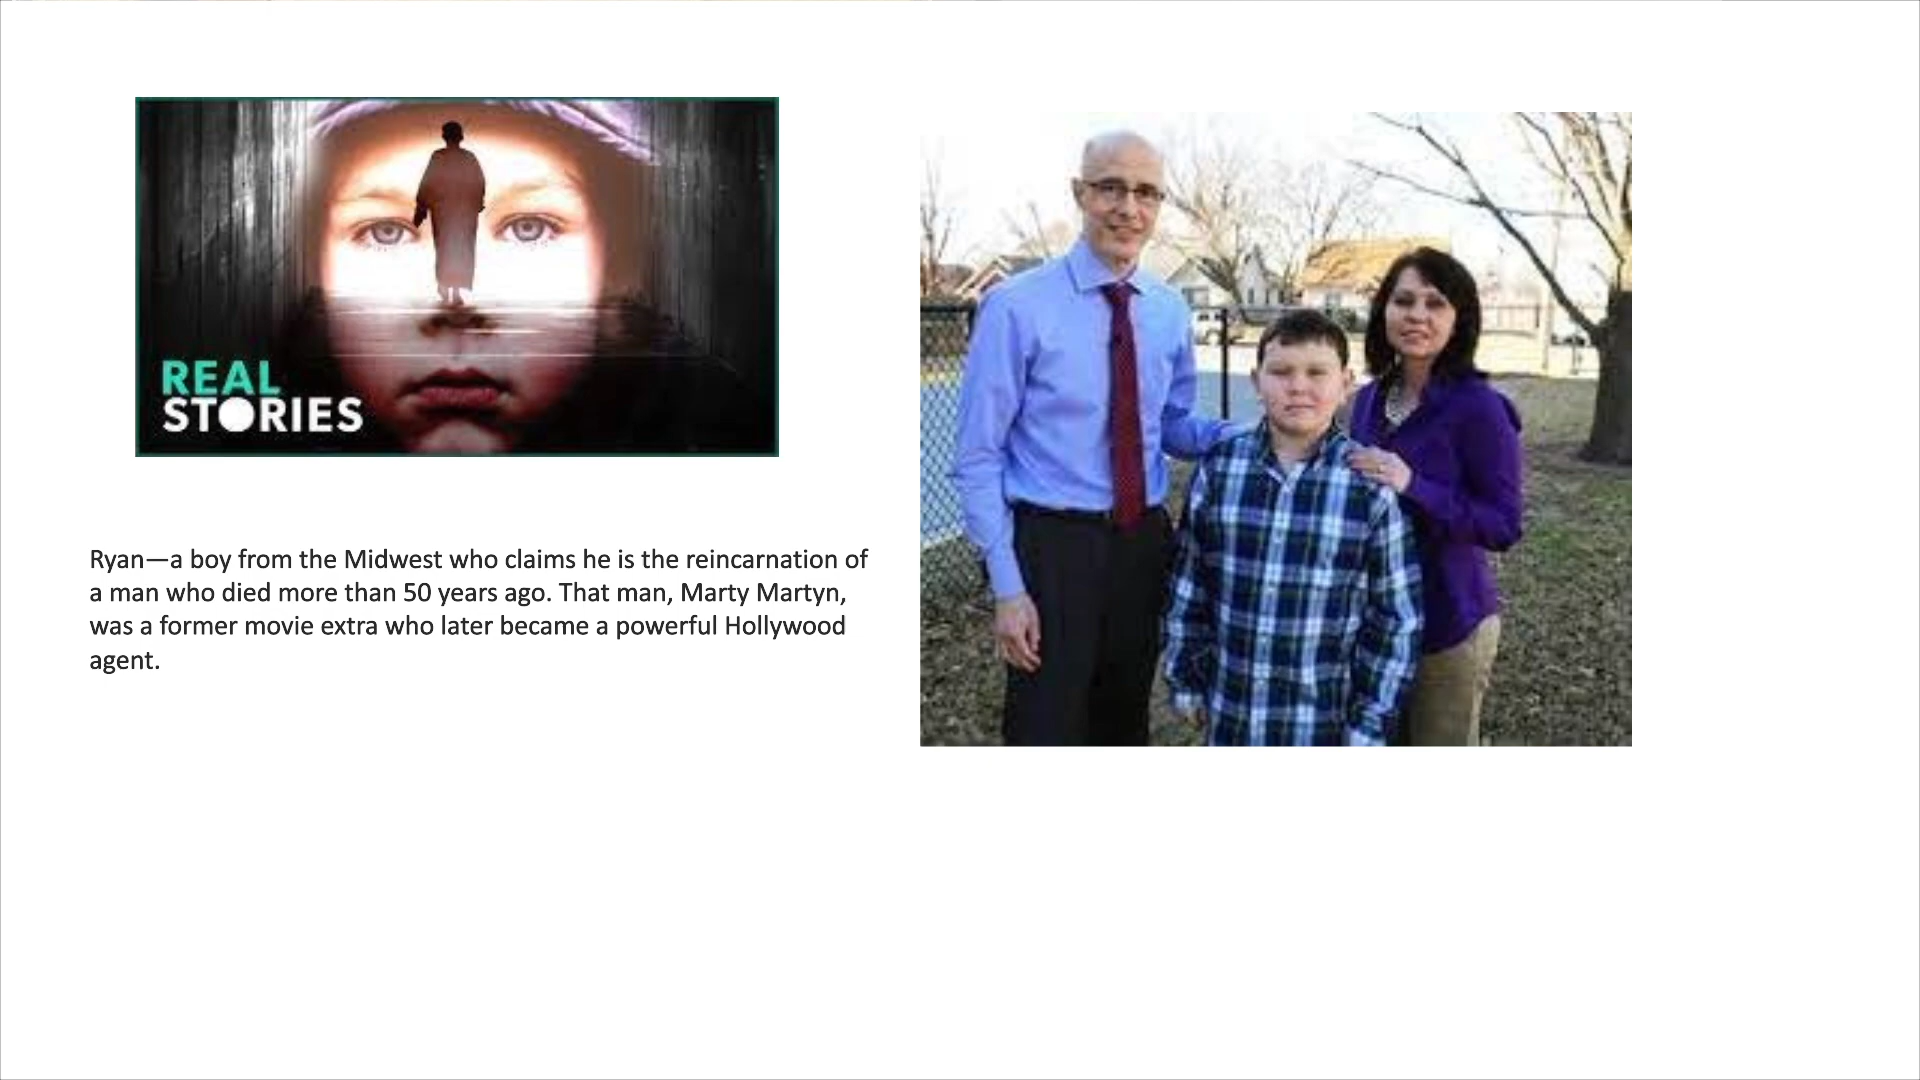 REAL
STORIES
Ryan—a boy from the Midwest who claims he is the reincarnation of
a man who died more than 50 years ago. That man, Marty Martyn,
was a former movie extra who later became a powerful Hollywood
agent.